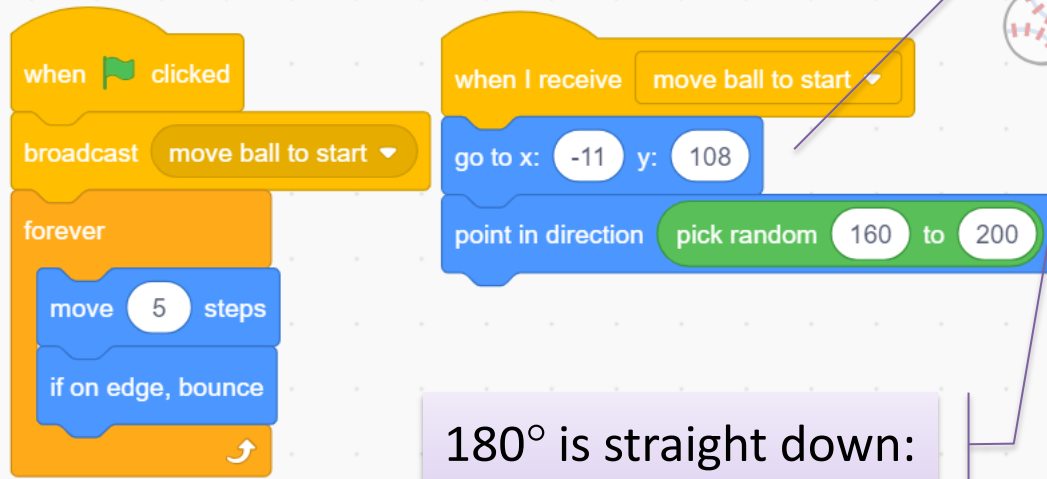 when clicked
broadcast move ball to start
forever
move 5 steps
if on edge, bounce
when I receive move ball to start
go to x: -11 y: 108
point in direction pick random 160 to 200
180° is straight down: